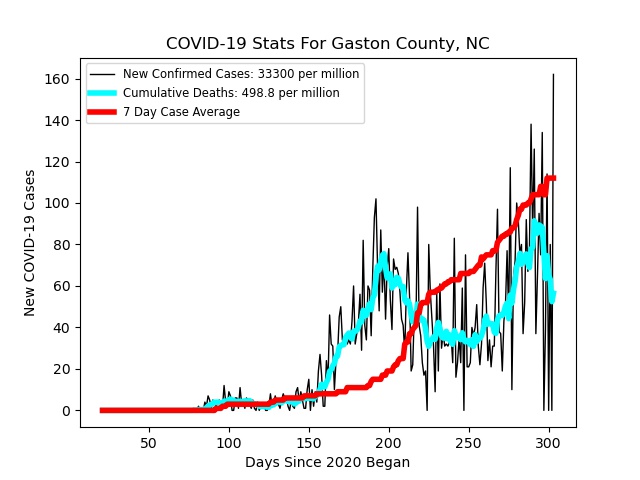 COVID-19 Stats For Gaston County, NC
New Confirmed Cases: 33300 per million
Cumulative Deaths: 498.8 per million
7 Day Case Average
160
140
120
100
80
60
40
20
0
New COVID-19 Cases
50 100 150 200 250 300
Days Since 2020 Began